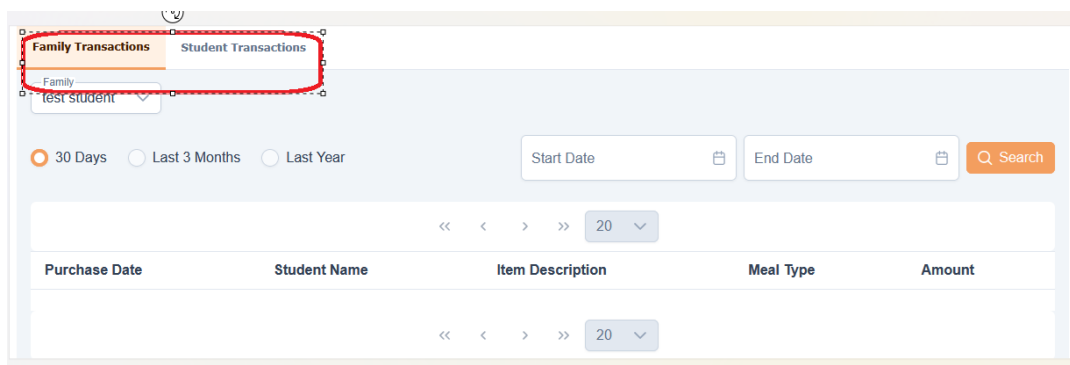 Family Transactions Student Transactions
Family
test student
30 Days Last 3 Months Last Year Start Date End Date Search
20
Purchase Date Student Name Item Description Meal Type Amount
20